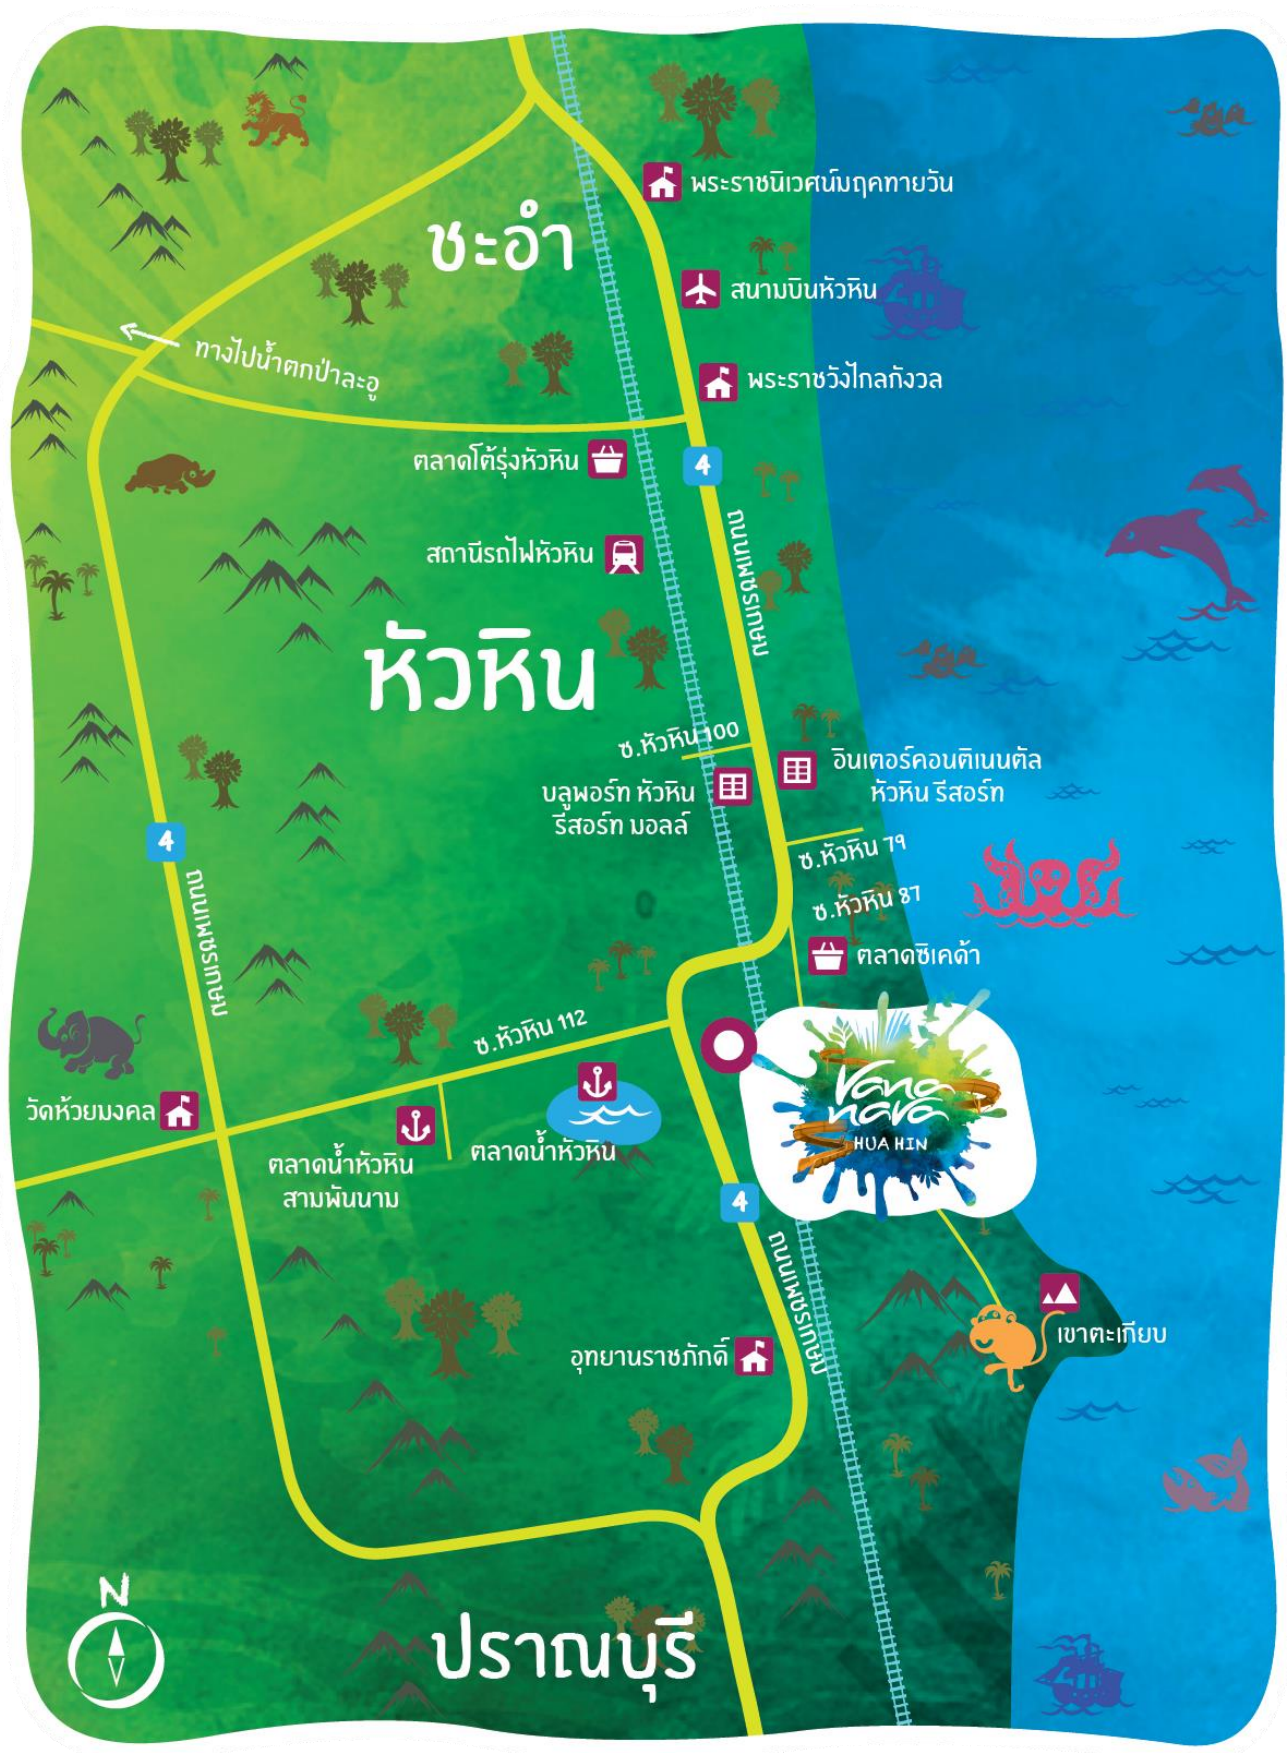 พระราชนิเวศน์มฤคทายวัน
ชะอำ
สนามบินหัวหิน
ทางไปน้ำตกป่าละอู
พระราชวังไกลกังวล
ตลาดโต้รุ่งหัวหิน
4
ถนนเพชรเกษม
สถานีรถไฟหัวหิน
หัวหิน
ซ.หัวหิน 100
อินเตอร์คอนติเนนตัล
หัวหิน รีสอร์ท
บลูพอร์ท หัวหิน
รีสอร์ท มอลล์
4
ถนนเพชรเกษม
ซ.หัวหิน 79
ซ.หัวหิน 87
ตลาดซิเคด้า
ซ.หัวหิน 112
Vana
nava
HUA HIN
วัดห้วยมงคล
ตลาดน้ำหัวหิน
สามพันนาม
ตลาดน้ำหัวหิน
4
ถนนเพชรเกษม
เขาตะเกียบ
อุทยานราชภักดิ์
N
ปราณบุรี